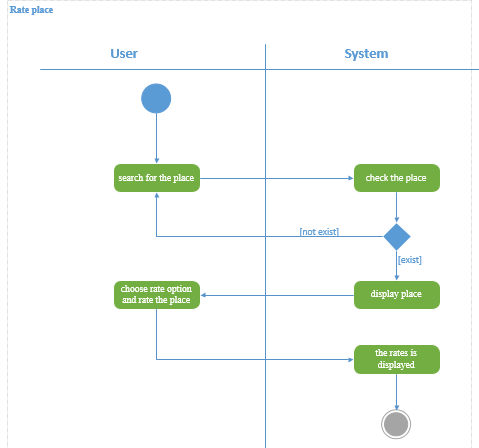 Rate place
User
System
search for the place
check the place
[not exist]
[exist]
choose rate option
and rate the place
display place
the rates is
displayed